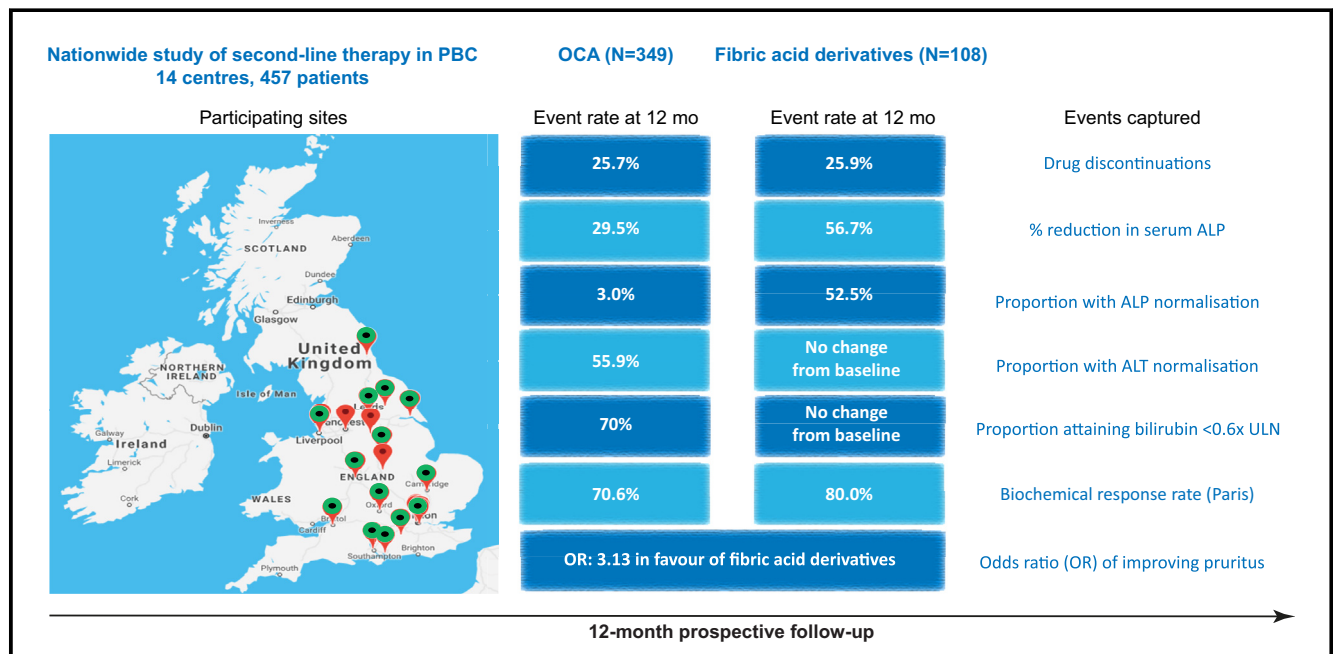 Nationwide study of second-line therapy in PBC
14 centres, 457 patients
OCA (N=349)
Fibric acid derivatives (N=108)
Participating sites
Event rate at 12 mo
Event rate at 12 mo
Events captured
25.7%
25.9%
Drug discontinuations
29.5%
56.7%
% reduction in serum ALP
3.0%
52.5%
Proportion with ALP normalisation
55.9%
No change
from baseline
Proportion with ALT normalisation
70%
No change
from baseline
Proportion attaining bilirubin <0.6x ULN
70.6%
80.0%
Biochemical response rate (Paris)
OR: 3.13 in favour of fibric acid derivatives
Odds ratio (OR) of improving pruritus
Inverness
Aberdeen
SCOTLAND
Dundee
Edinburgh
Glasgow
United
Kingdom
NORTHERN
IRELAND
Isle of Man
Dublin
Galway
Ireland
Limerick
Cork
Liverpool
ENGLAND
WALES
Cardiff
Southampton
Brighton
Plymouth
12-month prospective follow-up